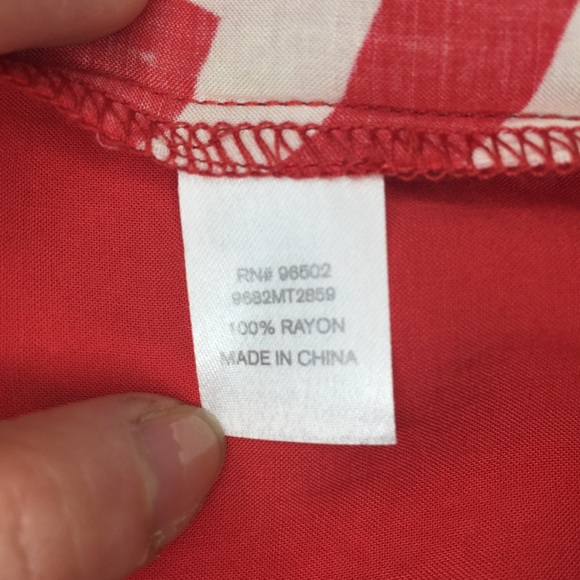 RN# 96502
9682MT2859
100% RAYON
MADE IN CHINA